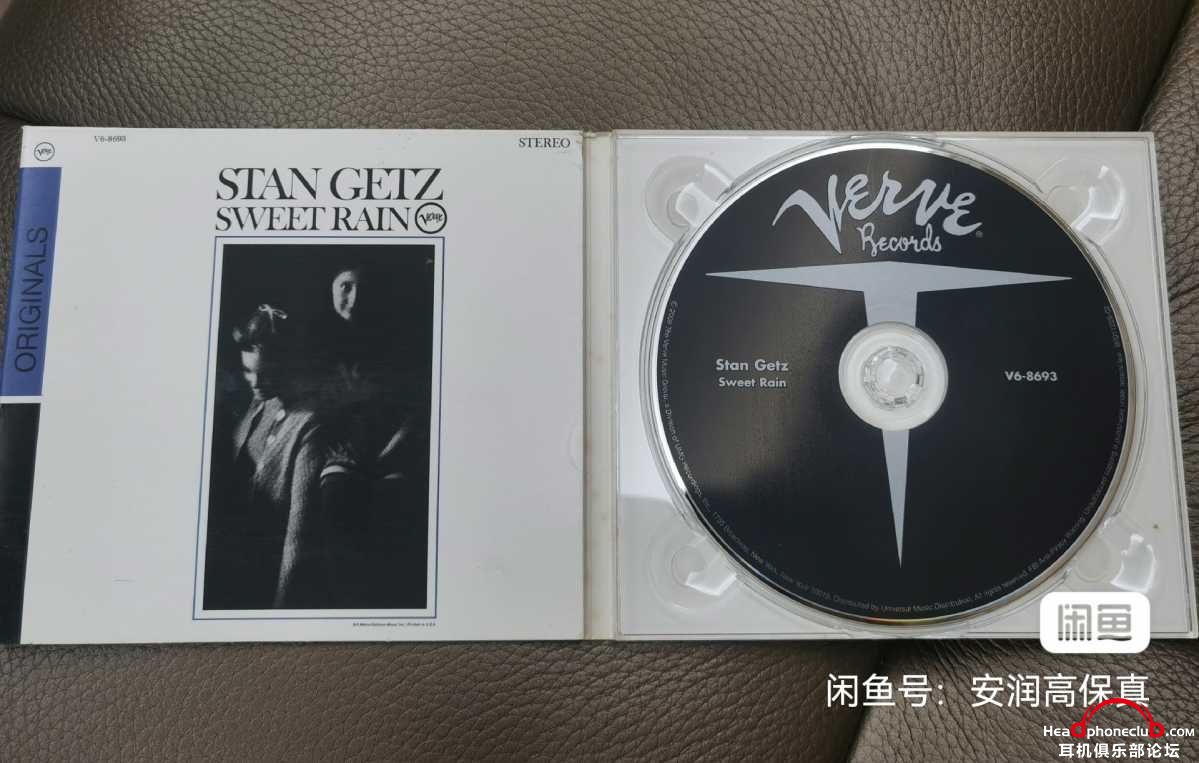 Verve
V6-8693
STEREO
STAN GETZ
SWEET RAIN
Verve
ORIGINALS
Verve
Records
®
Stan Getz
Sweet Rain
V6-8693
闲鱼
闲鱼号：安润高保真
Headphoneclub.com
耳机俱乐部论坛